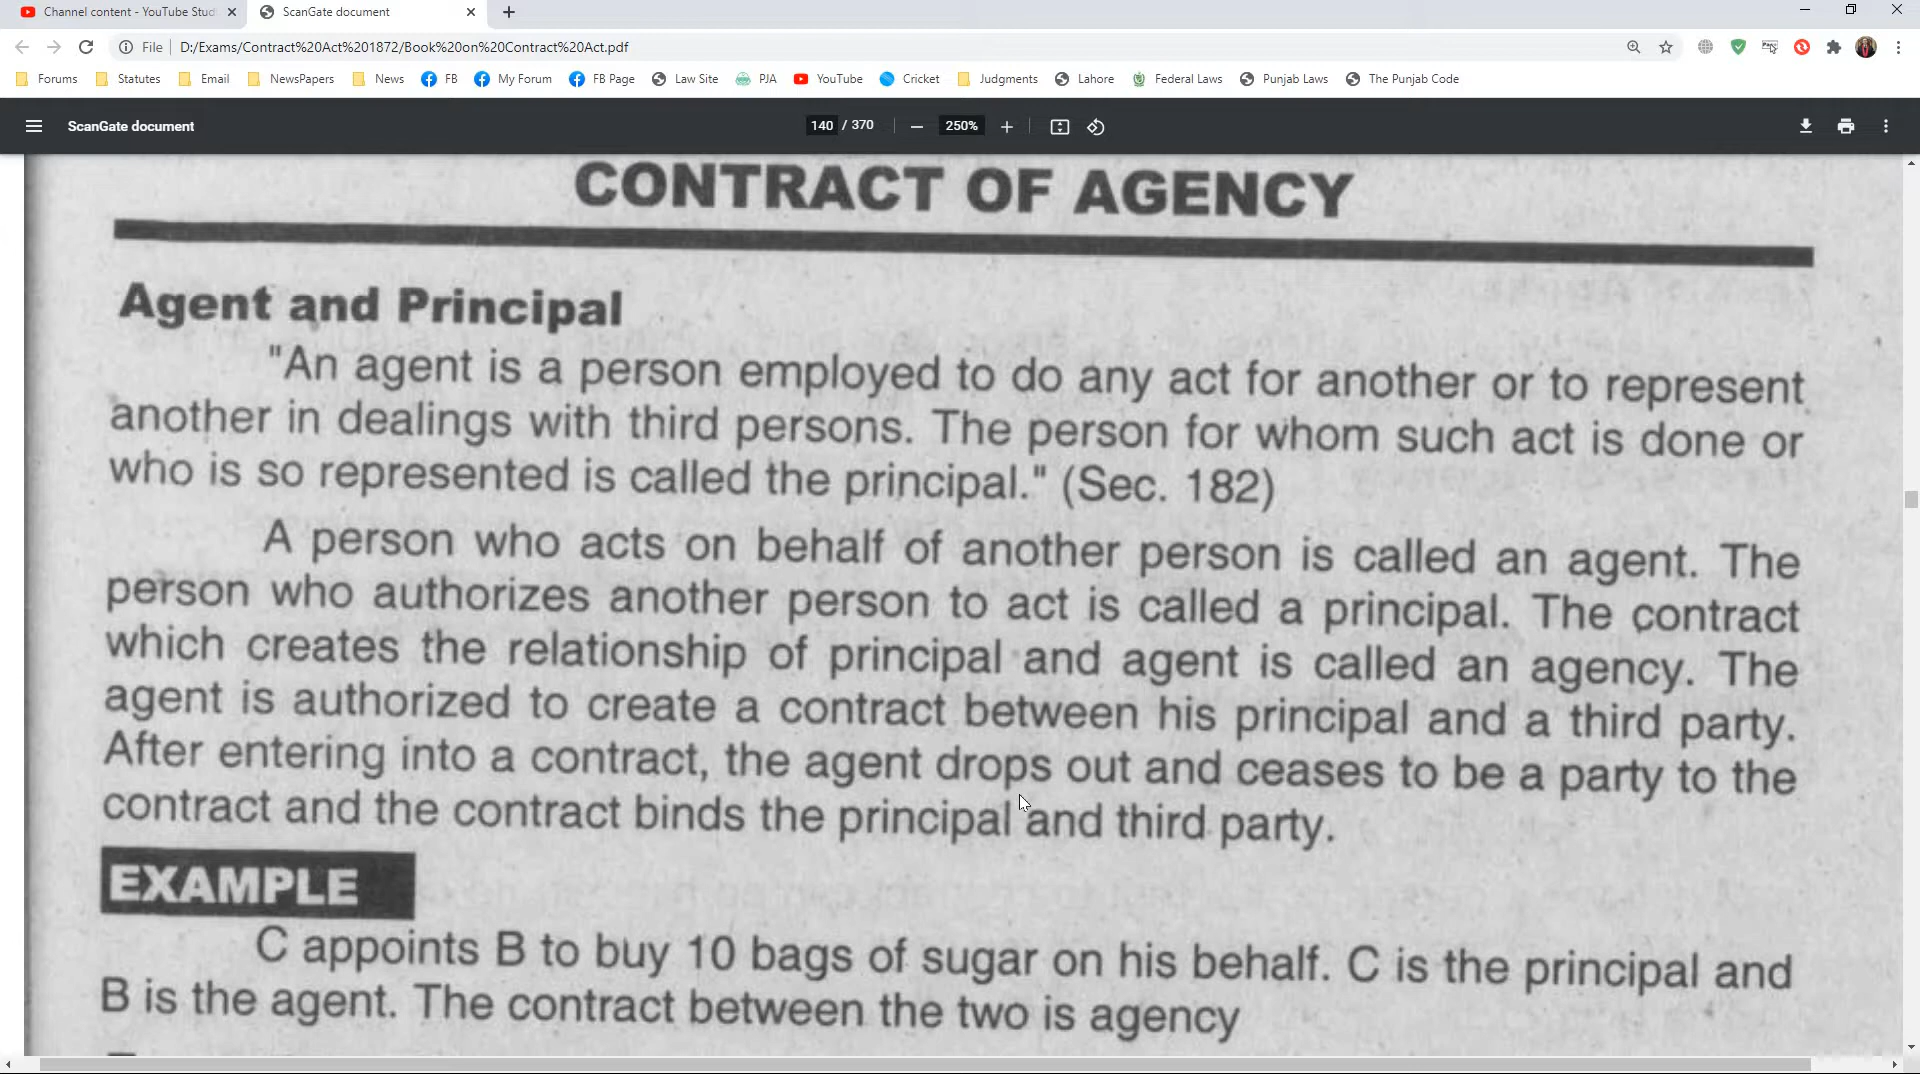 Channel content - YouTube Stud
ScanGate document
File
D:/Exams/Contract%20Act%201872/Book%20on%20Contract%20Act.pdf
Forums
Statutes
Email
NewsPapers
News
FB
My Forum
FB Page
Law Site
PJA
YouTube
Cricket
Judgments
Lahore
Federal Laws
Punjab Laws
The Punjab Code
ScanGate document
140 / 370
250%
CONTRACT OF AGENCY
Agent and Principal
"An agent is a person employed to do any act for another or to represent
another in dealings with third persons. The person for whom such act is done or
who is so represented is called the principal." (Sec. 182)
A person who acts on behalf of another person is called an agent. The
person who authorizes another person to act is called a principal. The contract
which creates the relationship of principal and agent is called an agency. The
agent is authorized to create a contract between his principal and a third party.
After entering into a contract, the agent drops out and ceases to be a party to the
contract and the contract binds the principal and third party.
EXAMPLE
C appoints B to buy 10 bags of sugar on his behalf. C is the principal and
B is the agent. The contract between the two is agency